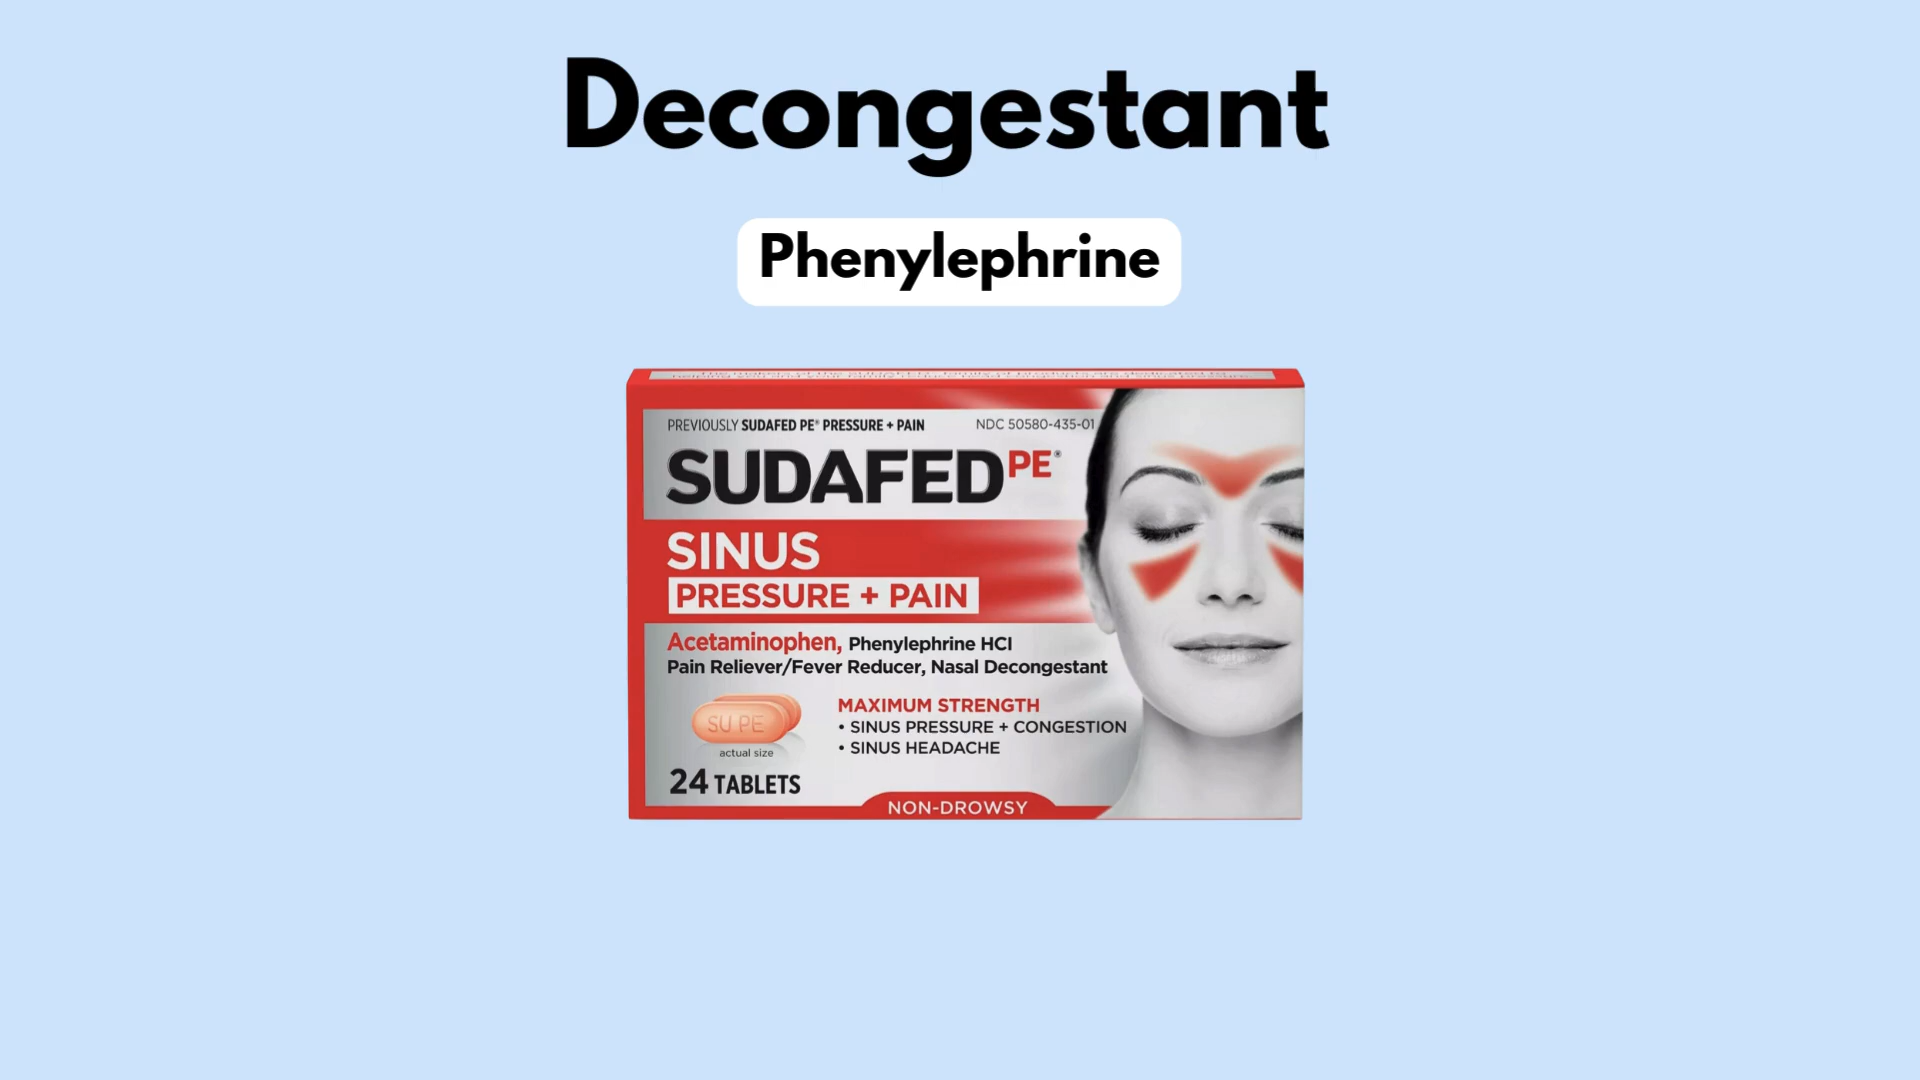 Decongestant
Phenylephrine
PREVIOUSLY SUDAFED PE® PRESSURE + PAIN
NDC 50580-435-01
SUDAFED PE®
SINUS
PRESSURE + PAIN
Acetaminophen, Phenylephrine HCl
Pain Reliever/Fever Reducer, Nasal Decongestant
SU PE
actual size
24 TABLETS
MAXIMUM STRENGTH
• SINUS PRESSURE + CONGESTION
• SINUS HEADACHE
NON-DROWSY